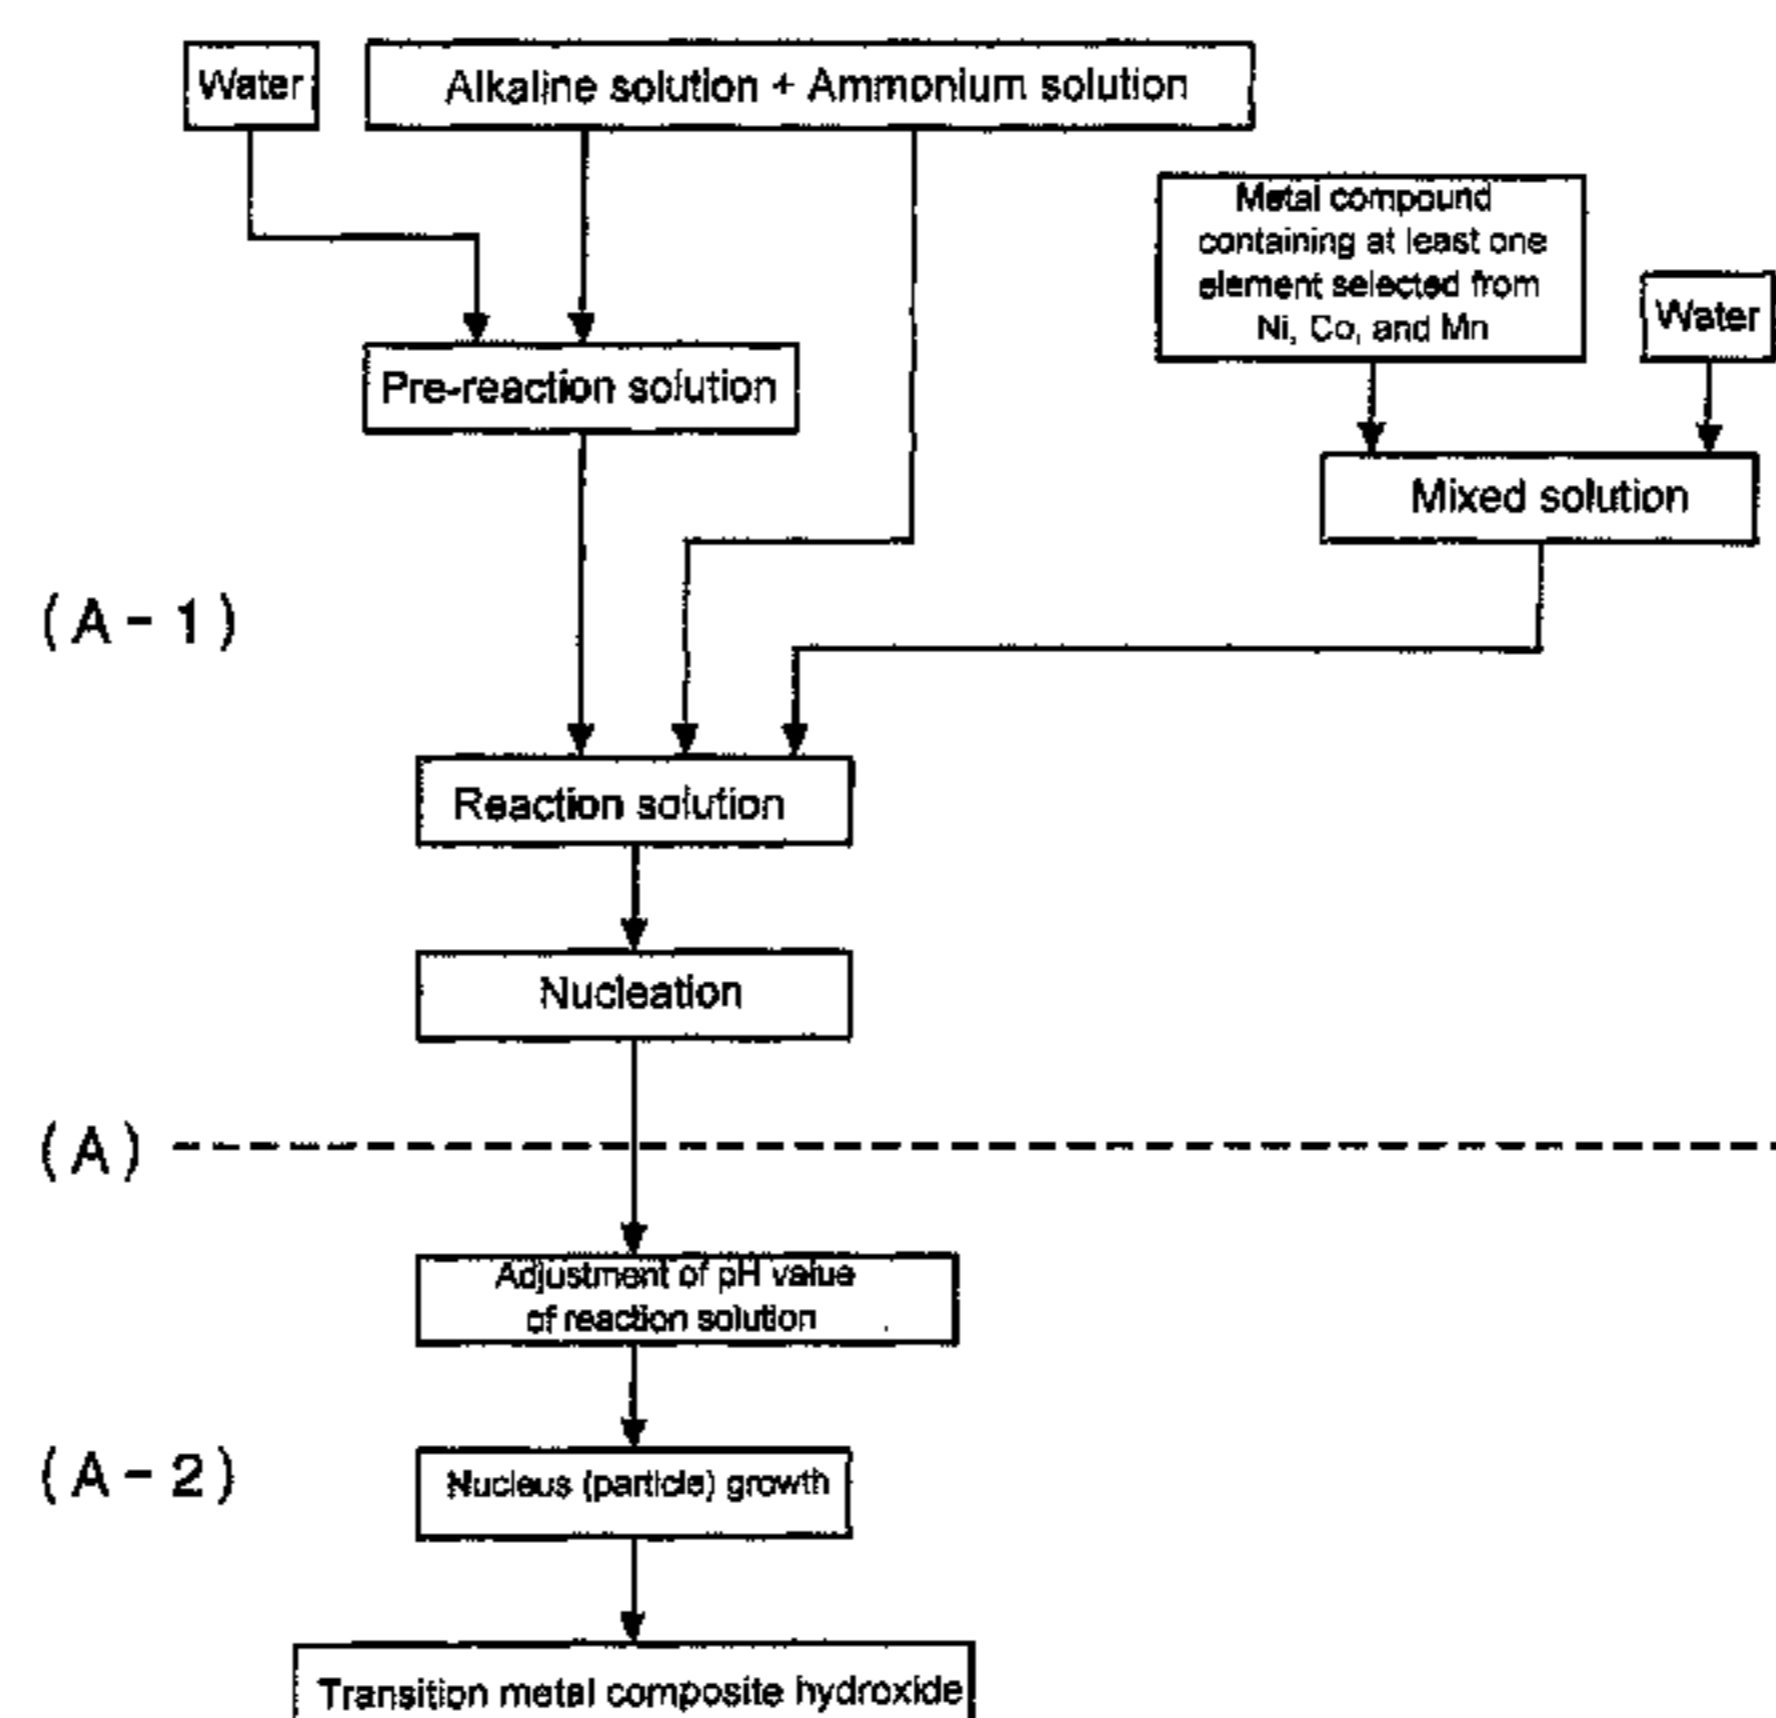 Water
Alkaline solution + Ammonium solution
Metal compound
containing at least one
element selected from
Ni, Co, and Mn
Water
Pre-reaction solution
Mixed solution
(A-1)
Reaction solution
Nucleation
(A)
Adjustment of pH value
of reaction solution
(A-2)
Nucleus (particle) growth
Transition metal composite hydroxide